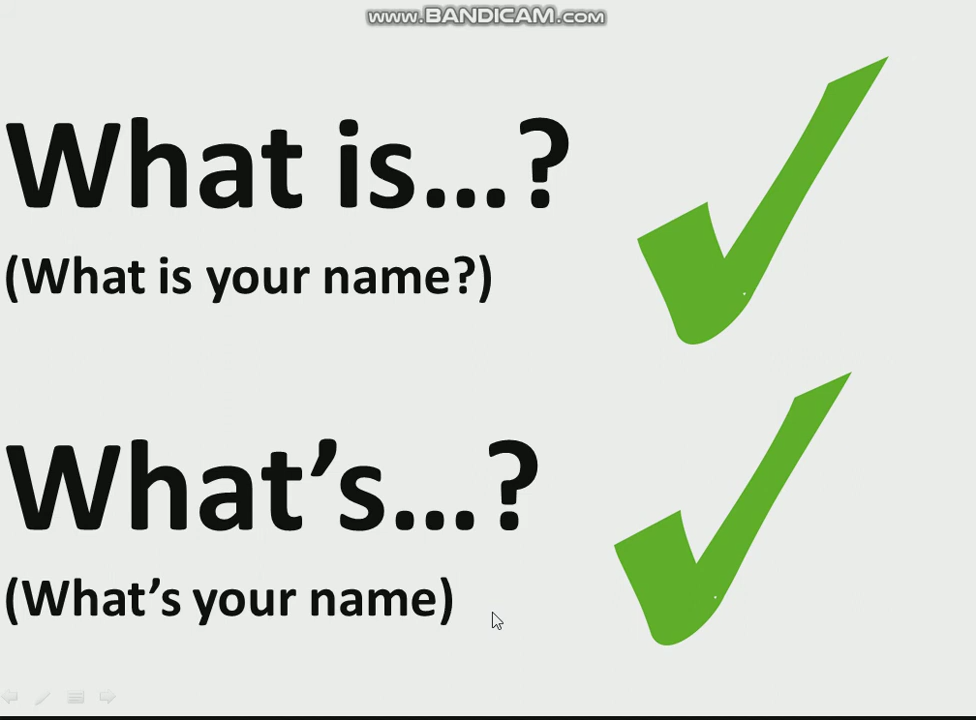 www.BANDICAM.com
What is...?
(What is your name?)
What’s...?
(What’s your name)